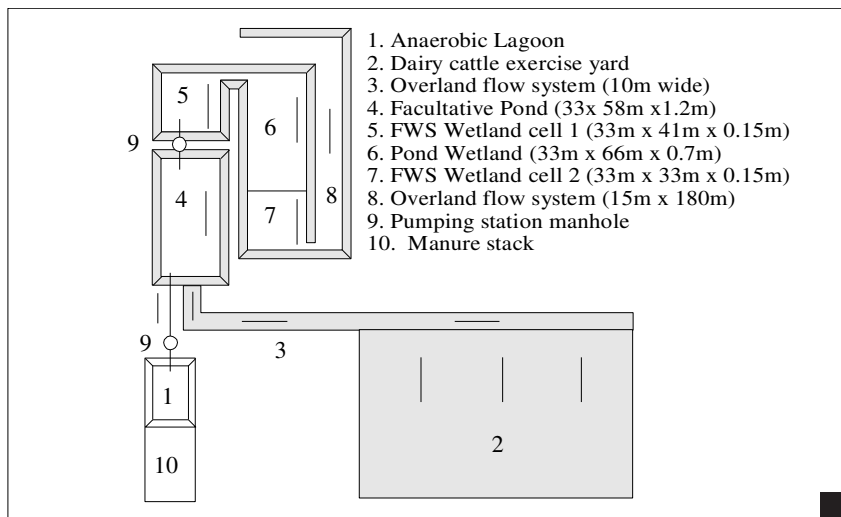 1. Anaerobic Lagoon
2. Dairy cattle exercise yard
3. Overland flow system (10m wide)
4. Facultative Pond (33x 58m x1.2m)
5. FWS Wetland cell 1 (33m x 41m x 0.15m)
6. Pond Wetland (33m x 66m x 0.7m)
7. FWS Wetland cell 2 (33m x 33m x 0.15m)
8. Overland flow system (15m x 180m)
9. Pumping station manhole
10. Manure stack
5
6
9
4
7
8
9
3
1
2
10